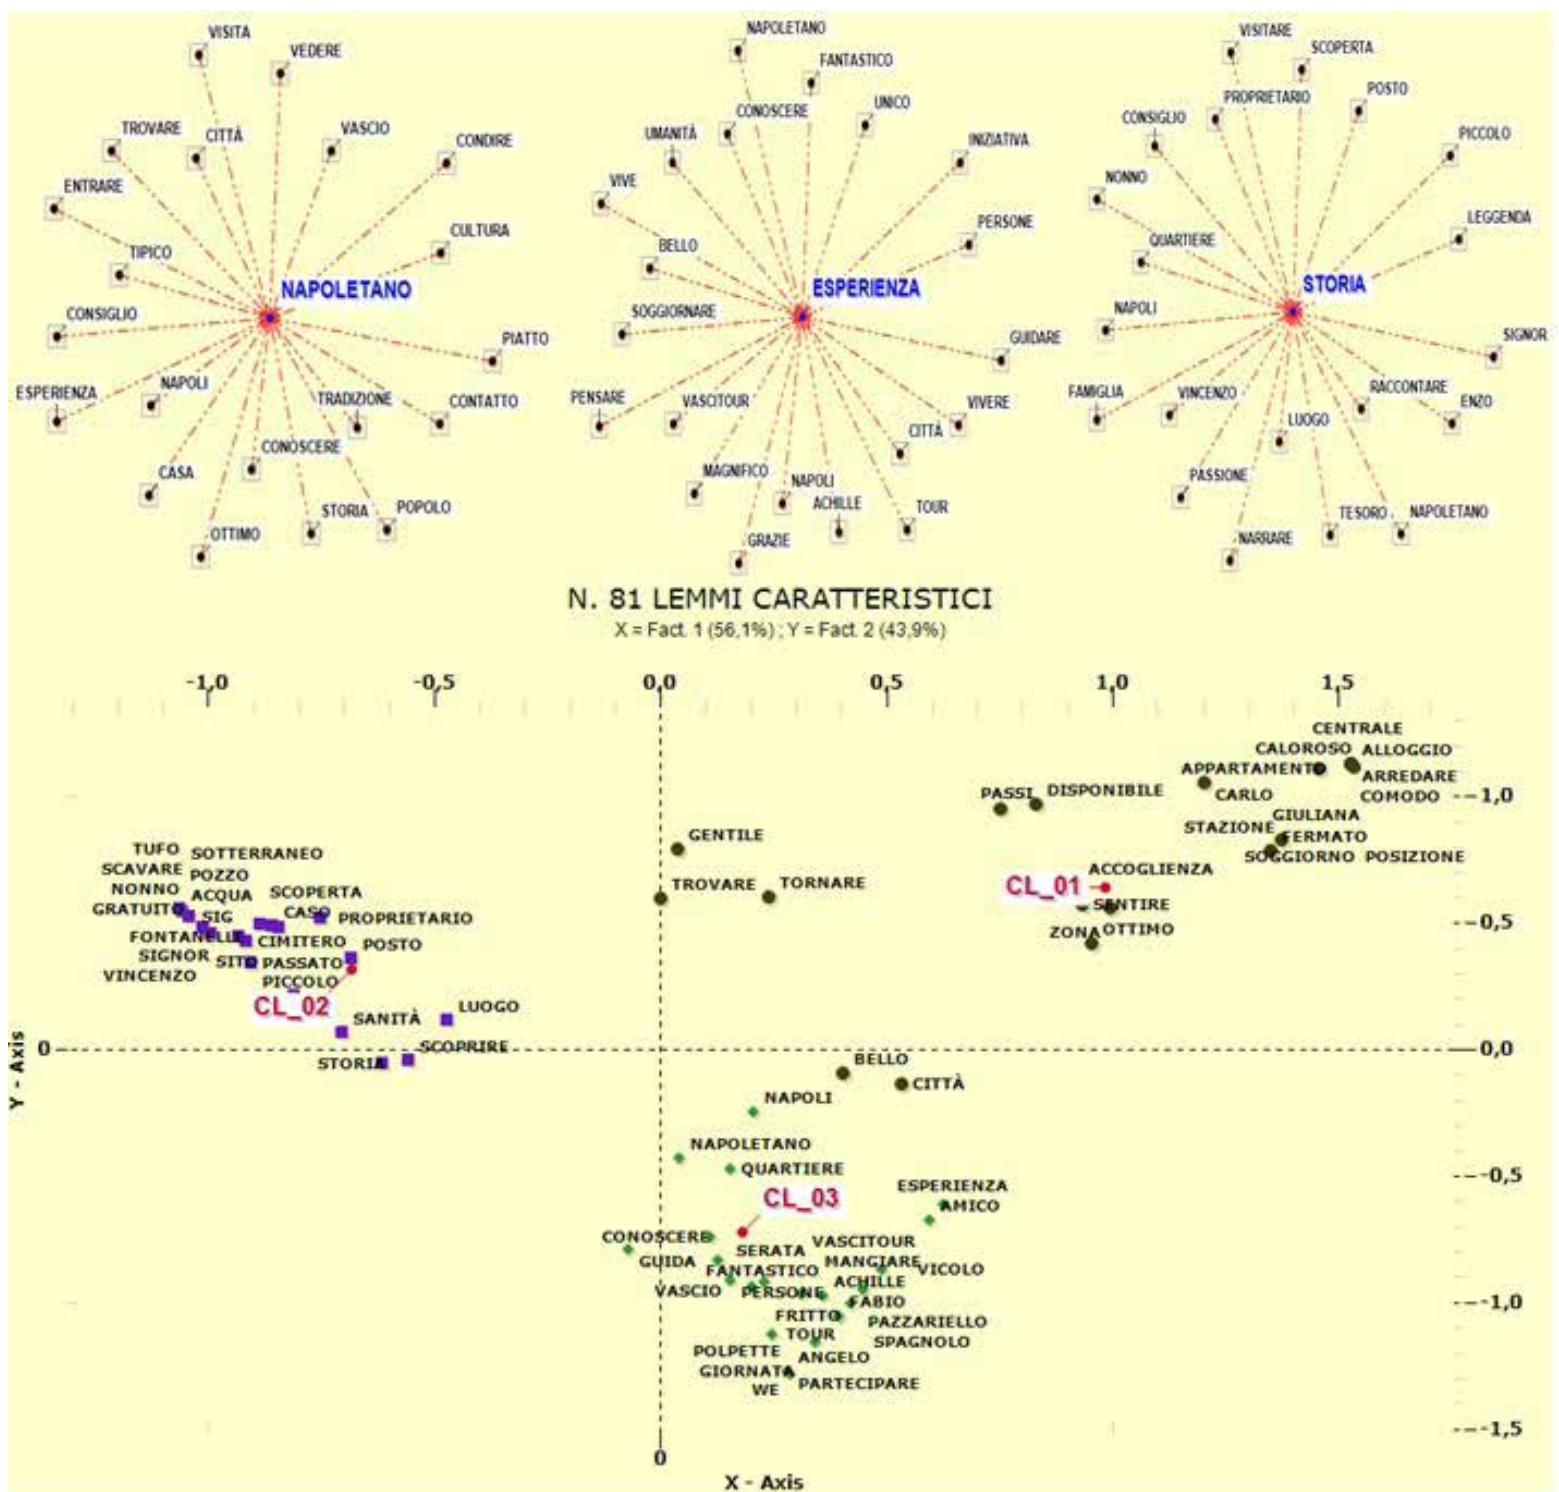 VISITA
VEDERE
TROVARE
CITTÀ
VASCIO
CONDIRE
ENTRARE
CULTURA
TIPICO
NAPOLETANO
CONSIGLIO
PIATTO
ESPERIENZA
NAPOLI
TRADIZIONE
CONTATTO
CONOSCERE
CASA
STORIA
POPOLO
OTTIMO
NAPOLETANO
FANTASTICO
CONOSCERE
UNICO
UMANITÀ
INIZIATIVA
VIVE
PERSONE
BELLO
ESPERIENZA
SOGGIORNARE
GUIDARE
PENSARE
VASCITOUR
VIVERE
CITTÀ
MAGNIFICO
NAPOLI
ACHILLE
TOUR
GRAZIE
VISITARE
SCOPERTA
PROPRIETARIO
POSTO
CONSIGLIO
PICCOLO
NONNO
LEGGENDA
QUARTIERE
STORIA
NAPOLI
SIGNOR
FAMIGLIA
VINCENZO
RACCONTARE
ENZO
LUOGO
PASSIONE
TESORO
NAPOLETANO
NARRARE
N. 81 LEMMI CARATTERISTICI
X = Fact. 1 (56,1%) ; Y = Fact. 2 (43,9%)
-1,0 -0,5 0,0 0,5 1,0 1,5
CENTRALE
CALOROSO ALLOGGIO
APPARTAMENTO ARREDARE
CARLO COMODO
PASSI DISPONIBILE
1,0
GIULIANA
STAZIONE FERMATO
SOGGIORNO POSIZIONE
GENTILE
TROVARE TORNARE
ACCOGLIENZA
CL_01
SENTIRE
ZONA OTTIMO
0,5
TUFO SOTTERRANEO
SCAVARE POZZO
NONNO ACQUA SCOPERTA
GRATUITO SIG CASO PROPRIETARIO
FONTANELLE CIMITERO POSTO
SIGNOR SITO PASSATO
VINCENZO PICCOLO
CL_02
SANITÀ LUOGO
STORIA SCOPRIRE
0 0,0
BELLO
CITTÀ
NAPOLI
NAPOLETANO
QUARTIERE
-0,5
CL_03
ESPERIENZA
AMICO
CONOSCERE
GUIDA SERATA VASCITOUR
FANTASTICO MANGIARE VICOLO
VASCIO PERSONE ACHILLE
FABIO
-1,0
FRITTO PAZZARIELLO
TOUR SPAGNOLO
POLPETTE ANGELO
GIORNATA PARTECIPARE
WE
-1,5
0
X - Axis
Y - Axis